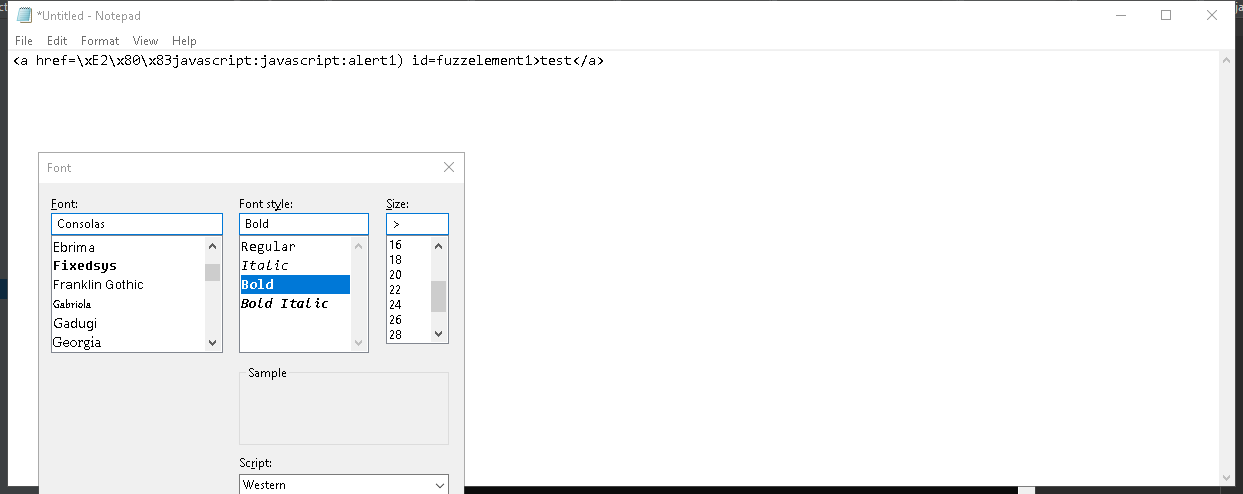 *Untitled - Notepad
File Edit Format View Help
<a href=\xE2\x80\x83javascript:javascript:alert1) id=fuzzelement1>test</a>
Font
Font: Font style: Size:
Consolas Bold >
Ebrima Regular 16
Fixedsys Italic 18
Franklin Gothic Bold 20
Gabriola Bold Italic 22
Gadugi 24
Georgia 26
28
Sample
Script:
Western